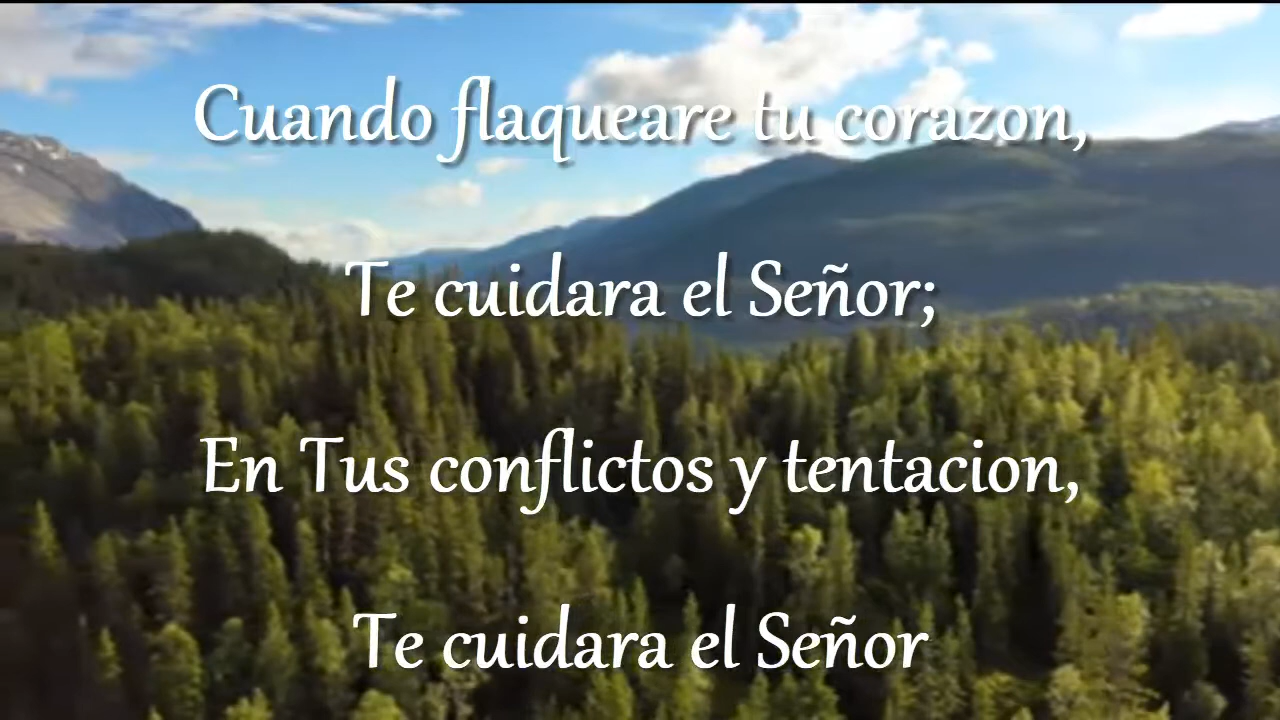 Cuando flaqueare tu corazon,
Te cuidara el Señor;
En Tus conflictos y tentacion,
Te cuidara el Señor